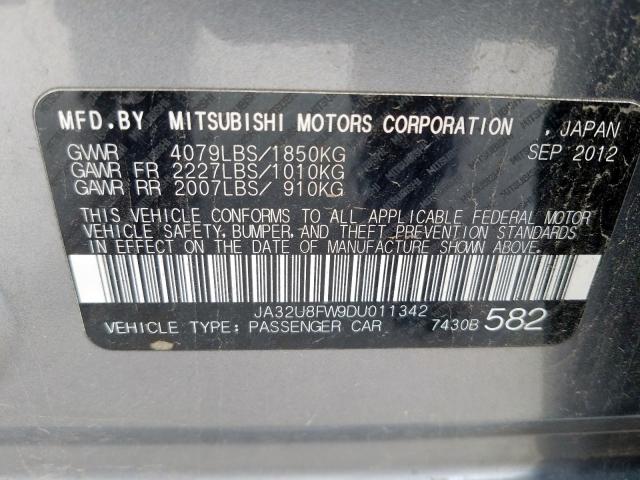 MFD.BY MITSUBISHI MOTORS CORPORATION , JAPAN
GVWR 4079LBS/1850KG SEP 2012
GAWR FR 2227LBS/1010KG
GAWR RR 2007LBS/ 910KG
THIS VEHICLE CONFORMS TO ALL APPLICABLE FEDERAL MOTOR
VEHICLE SAFETY, BUMPER, AND THEFT PREVENTION STANDARDS
IN EFFECT ON THE DATE OF MANUFACTURE SHOWN ABOVE.
JA32U8FW9DU011342
VEHICLE TYPE: PASSENGER CAR 7430B 582